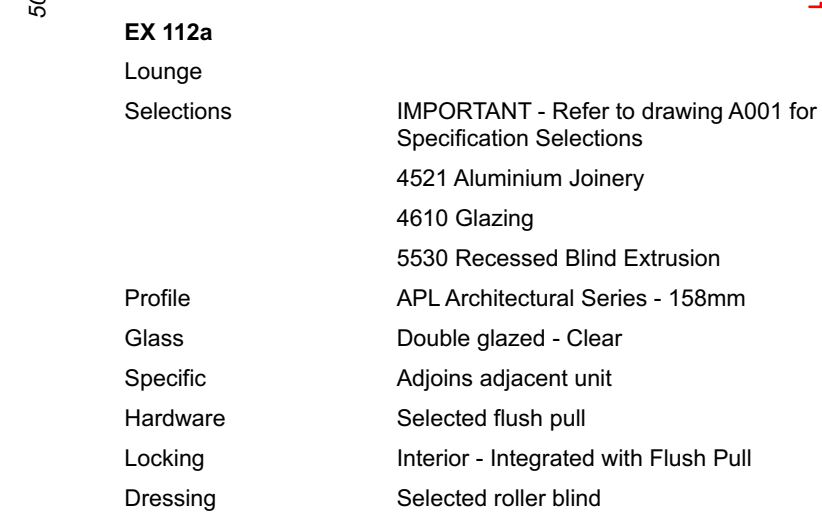 EX 112a
Lounge
Selections IMPORTANT - Refer to drawing A001 for
Specification Selections
4521 Aluminium Joinery
4610 Glazing
5530 Recessed Blind Extrusion
Profile APL Architectural Series - 158mm
Glass Double glazed - Clear
Specific Adjoins adjacent unit
Hardware Selected flush pull
Locking Interior - Integrated with Flush Pull
Dressing Selected roller blind